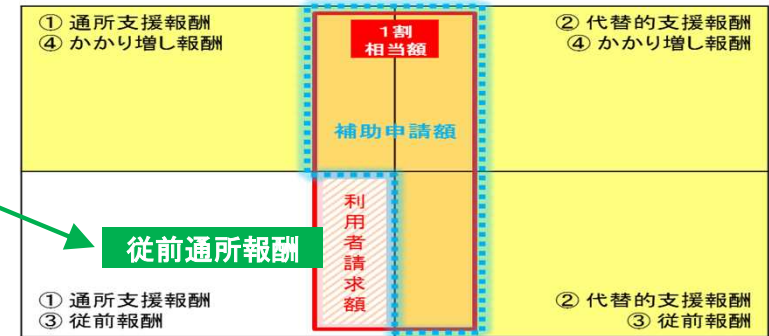 ① 通所支援報酬
④ かかり増し報酬
1割
相当額
② 代替的支援報酬
④ かかり増し報酬
補助申請額
従前通所報酬
利用者請求額
① 通所支援報酬
③ 従前報酬
② 代替的支援報酬
③ 従前報酬